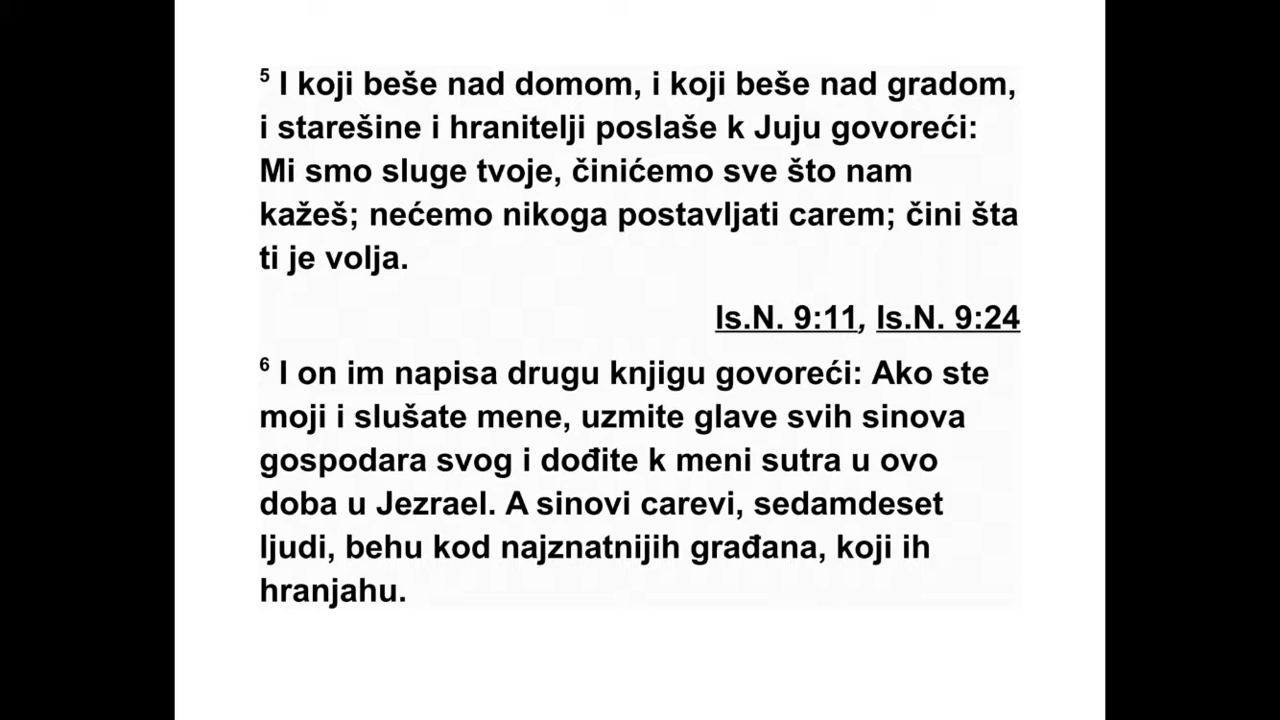 5 I koji beše nad domom, i koji beše nad gradom,
i starešine i hranitelji poslaše k Juju govoreći:
Mi smo sluge tvoje, činićemo sve što nam
kažeš; nećemo nikoga postavljati carem; čini šta
ti je volja.
Is.N. 9:11, Is.N. 9:24
6 I on im napisa drugu knjigu govoreći: Ako ste
moji i slušate mene, uzmite glave svih sinova
gospodara svog i dođite k meni sutra u ovo
doba u Jezrael. A sinovi carevi, sedamdeset
ljudi, behu kod najznatnijih građana, koji ih
hranjahu.